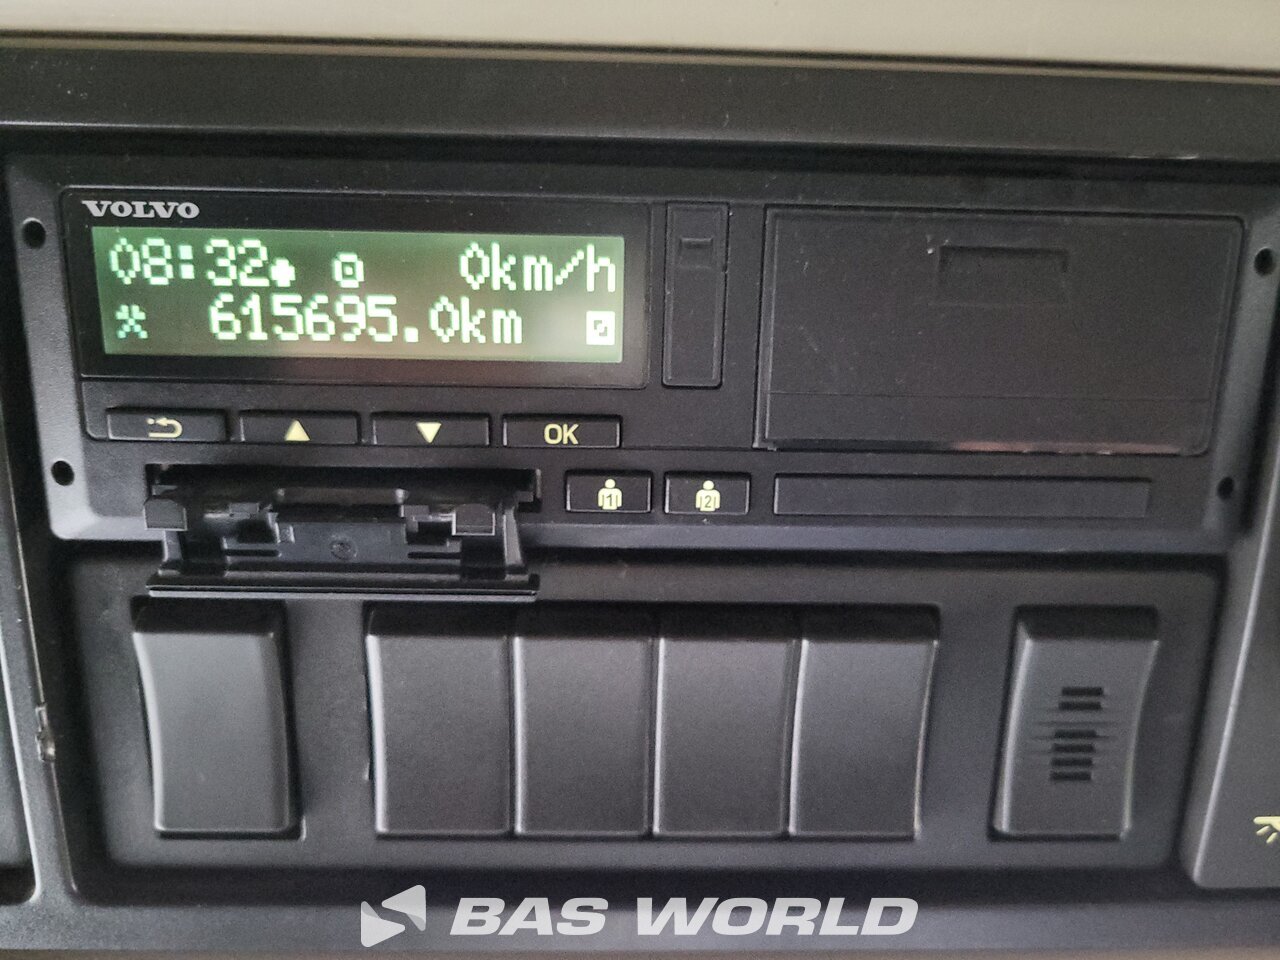 VOLVO
08:32 0km/h
615695.0km
OK
1 2
BAS WORLD